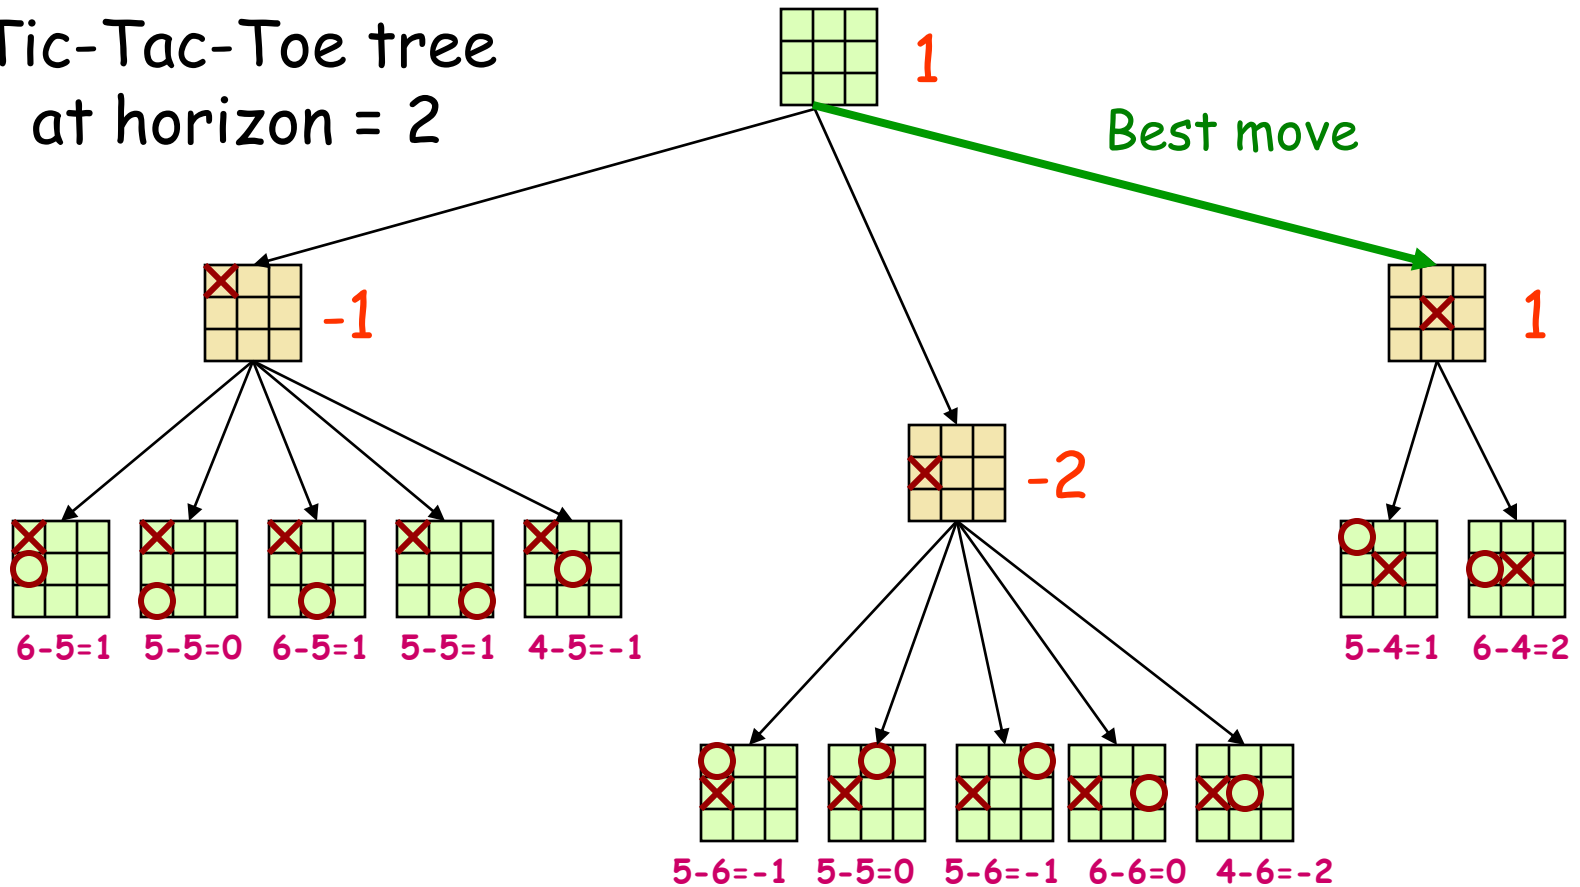 Tic-Tac-Toe tree
at horizon = 2
1
Best move
-1
1
-2
6-5=1 5-5=0 6-5=1 5-5=1 4-5=-1
5-4=1 6-4=2
5-6=-1 5-5=0 5-6=-1 6-6=0 4-6=-2